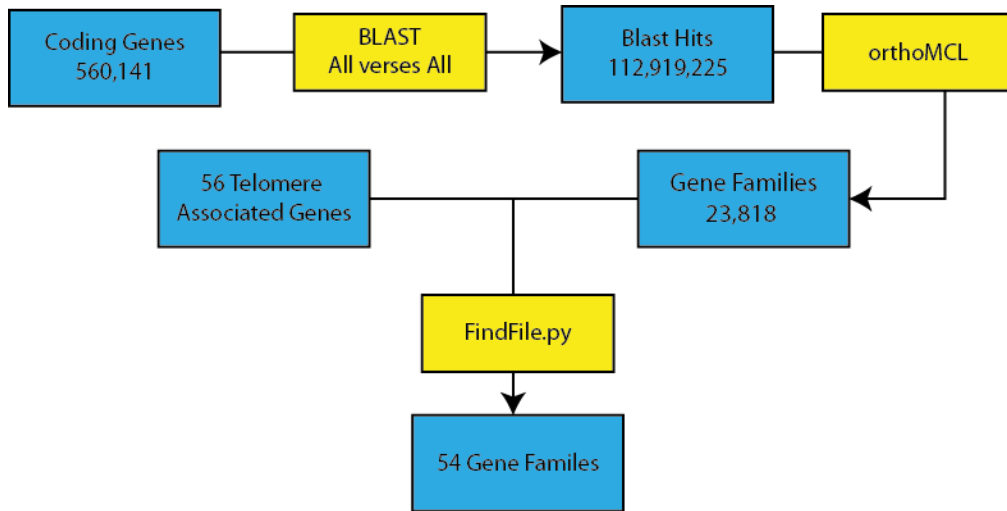 Coding Genes
560,141
BLAST
All verses All
Blast Hits
112,919,225
orthoMCL
56 Telomere
Associated Genes
Gene Families
23,818
FindFile.py
54 Gene Familes